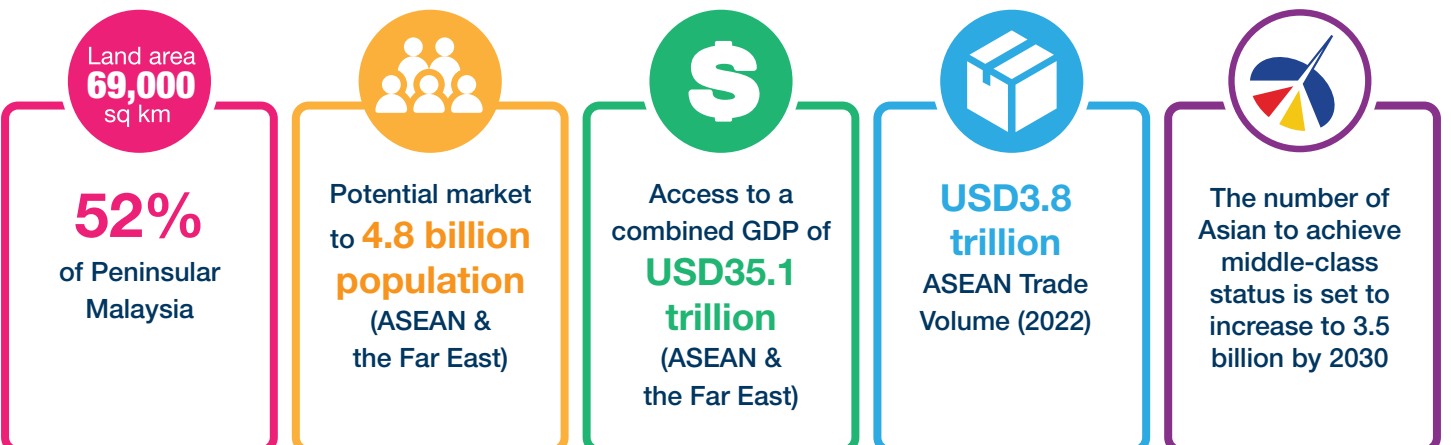 Land area
69,000
sq km
52%
of Peninsular
Malaysia
Potential market
to 4.8 billion
population
(ASEAN &
the Far East)
Access to a
combined GDP of
USD35.1
trillion
(ASEAN &
the Far East)
USD3.8
trillion
ASEAN Trade
Volume (2022)
The number of
Asian to achieve
middle-class
status is set to
increase to 3.5
billion by 2030